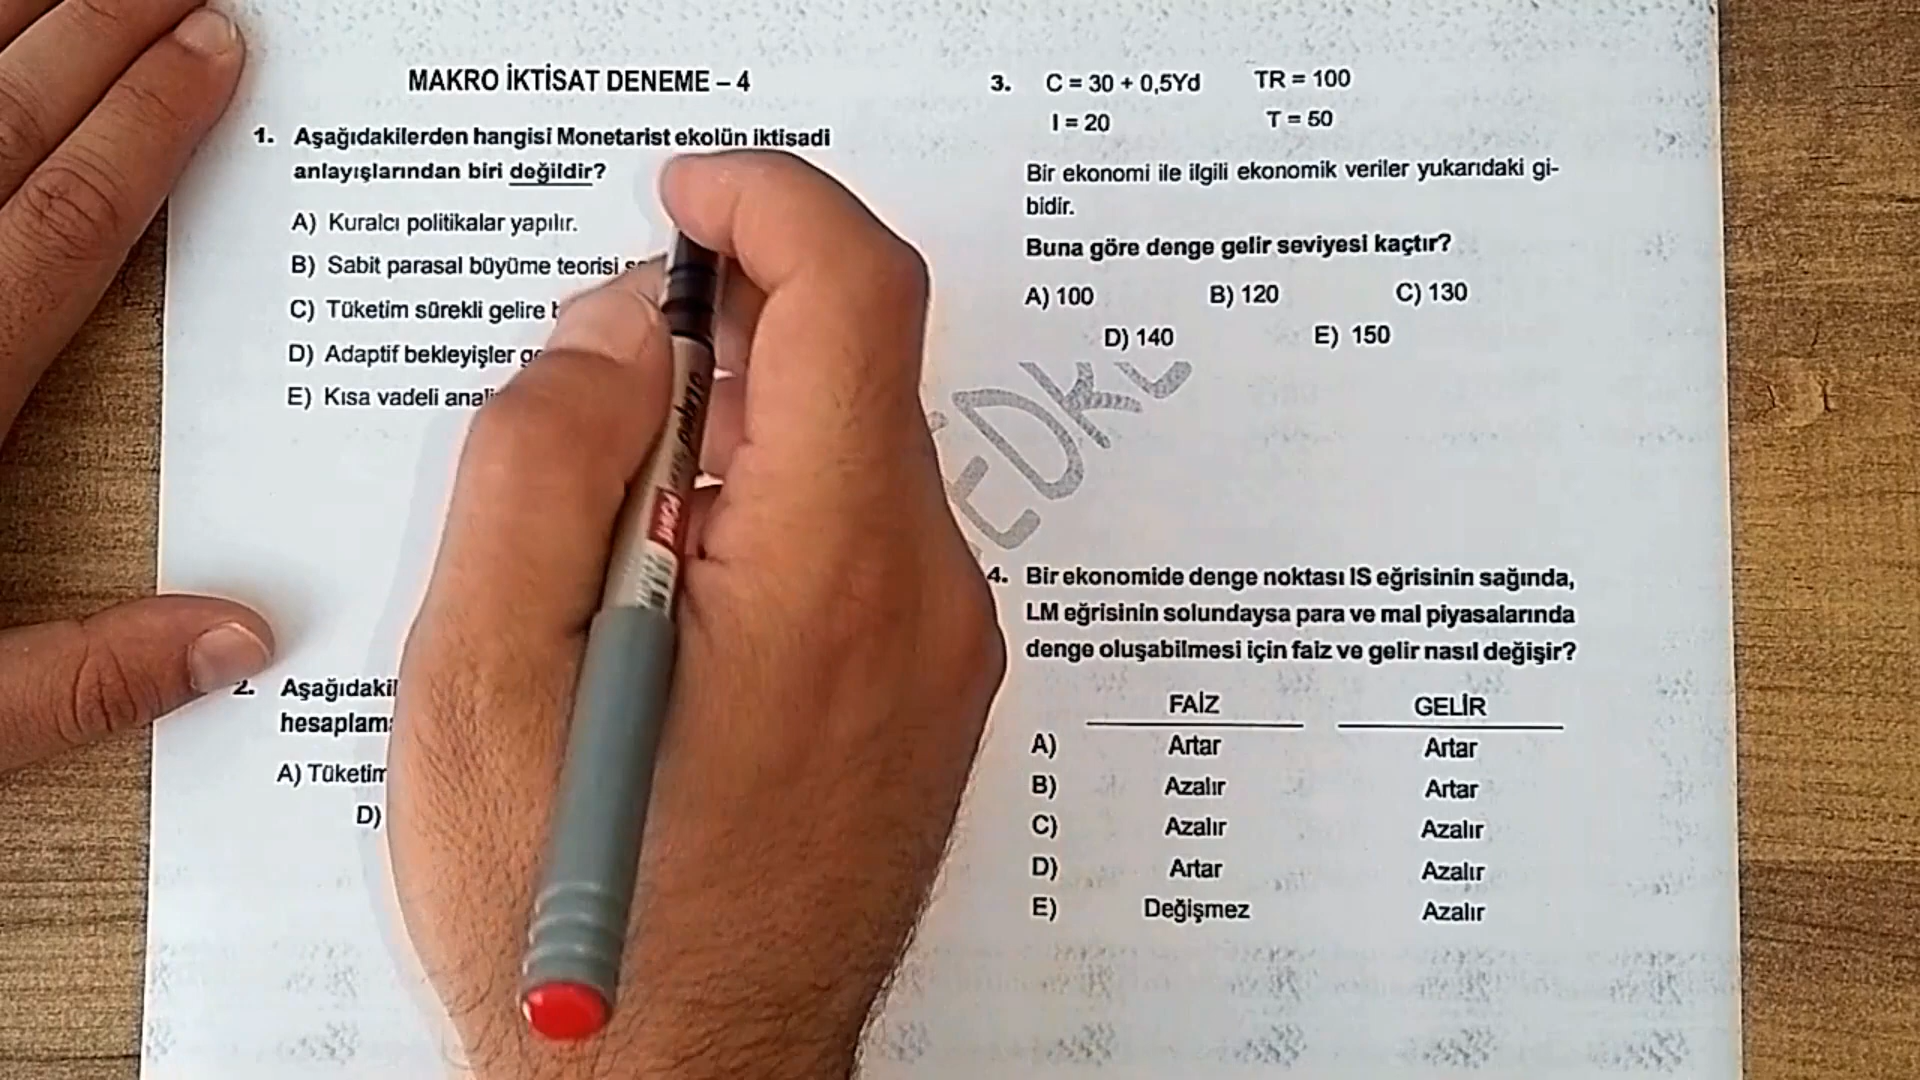 MAKRO İKTİSAT DENEME – 4
1. Aşağıdakilerden hangisi Monetarist ekolün iktisadi
anlayışlarından biri değildir?
A) Kuralcı politikalar yapılır.
B) Sabit parasal büyüme teorisi
C) Tüketim sürekli gelire
D) Adaptif bekleyişler
E) Kısa vadeli
2.
A)
D)
3. C = 30 + 0,5Yd TR = 100
I = 20 T = 50
Bir ekonomi ile ilgili ekonomik veriler yukarıdaki gi-
bidir.
Buna göre denge gelir seviyesi kaçtır?
A) 100 B) 120 C) 130
D) 140 E) 150
4. Bir ekonomide denge noktası IS eğrisinin sağında,
LM eğrisinin solundaysa para ve mal piyasalarında
denge oluşabilmesi için faiz ve gelir nasıl değişir?
FAİZ GELİR
A) Artar Artar
B) Azalır Artar
C) Azalır Azalır
D) Artar Azalır
E) Değişmez Azalır